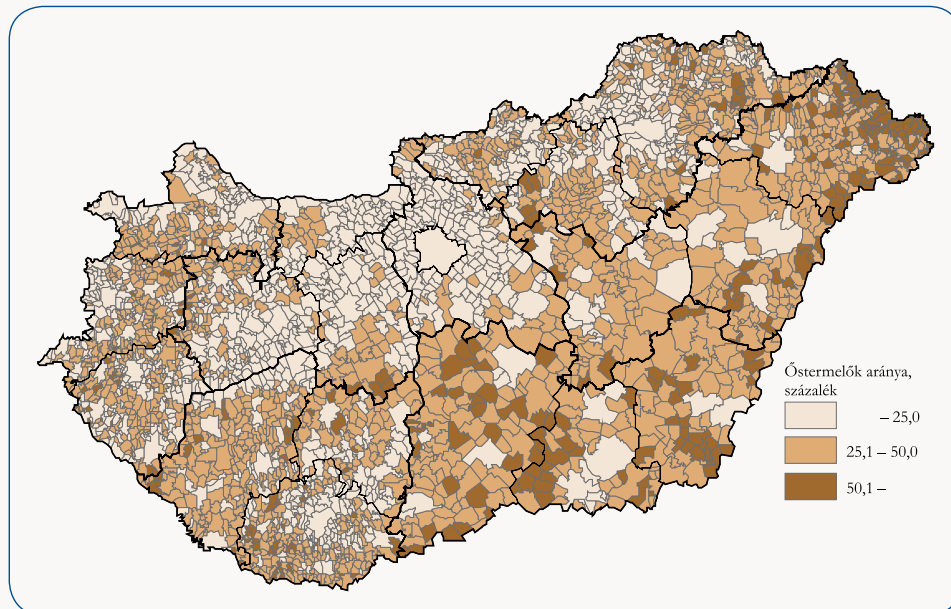 Őstermelők aránya,
százalék
– 25,0
25,1 – 50,0
50,1 –